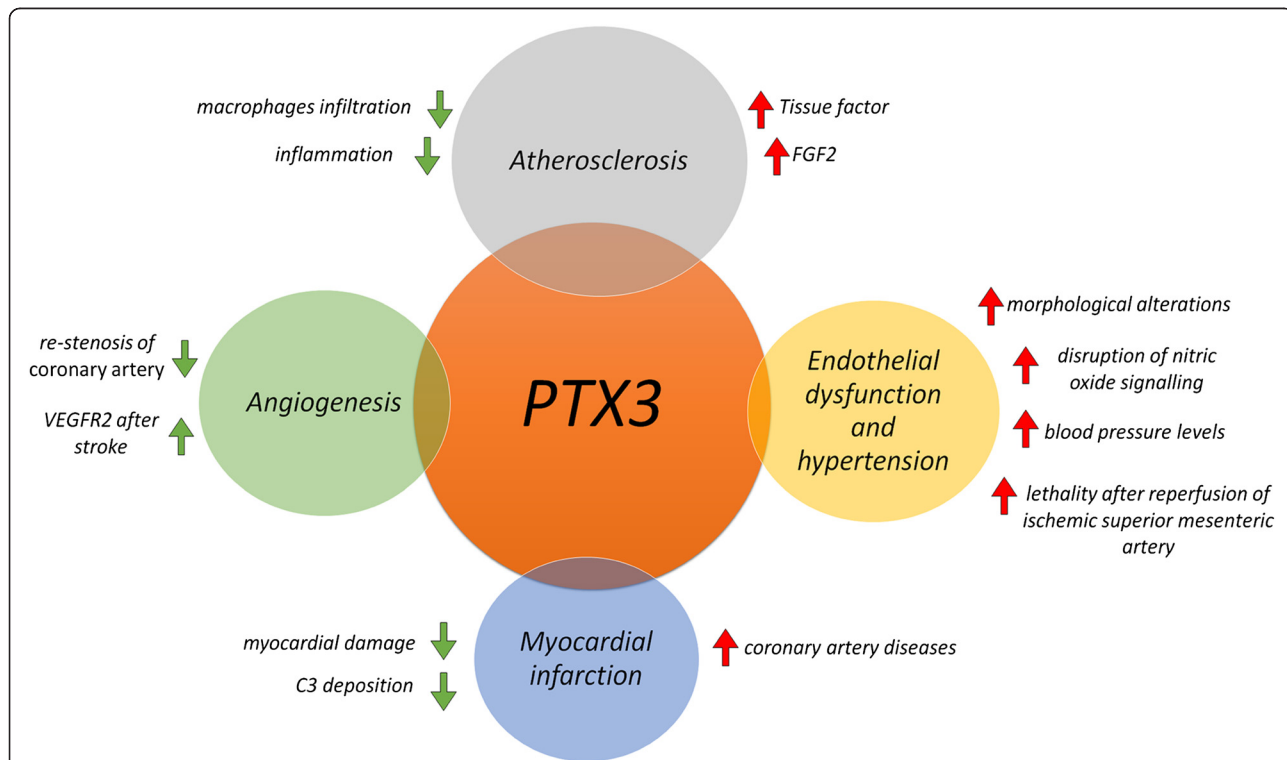 macrophages infiltration
inflammation
Atherosclerosis
Tissue factor
FGF2
re-stenosis of
coronary artery
VEGFR2 after
stroke
Angiogenesis
PTX3
Endothelial
dysfunction
and
hypertension
morphological alterations
disruption of nitric
oxide signalling
blood pressure levels
lethality after reperfusion of
ischemic superior mesenteric
artery
myocardial damage
C3 deposition
Myocardial
infarction
coronary artery diseases